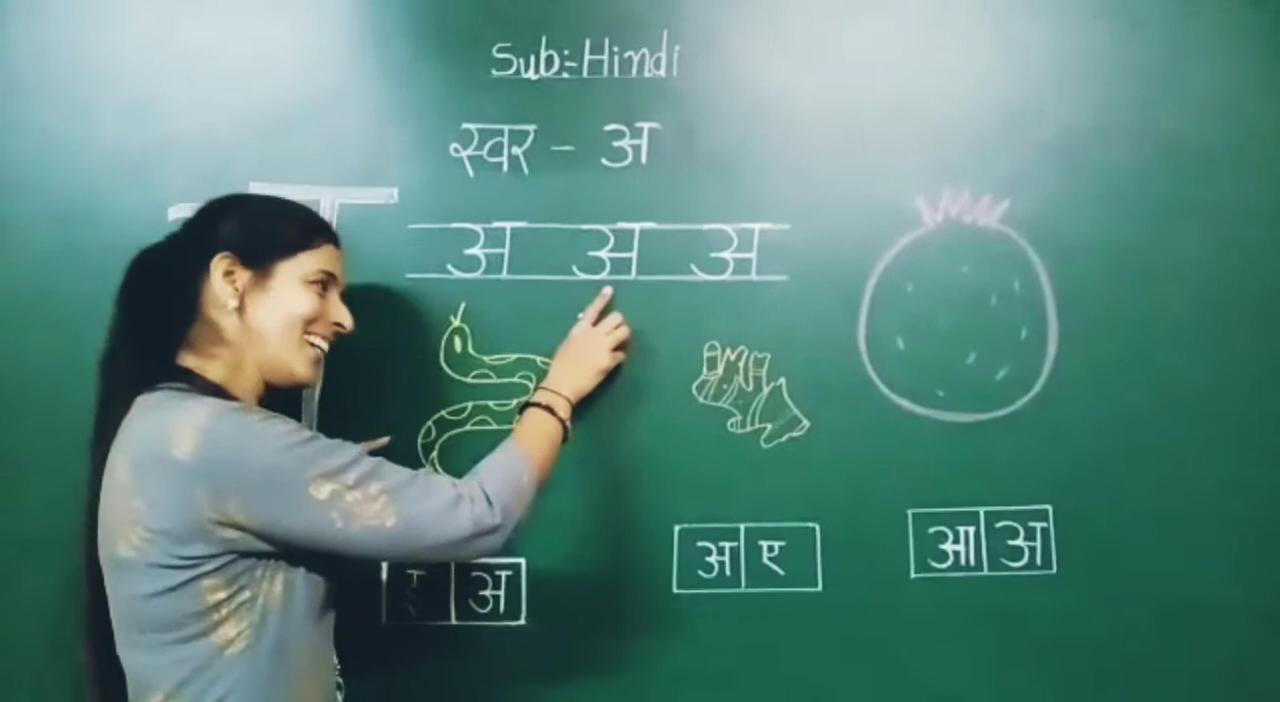 Sub:-Hindi
स्वर - अ
अ अ अ
अ
अ ए
आ अ